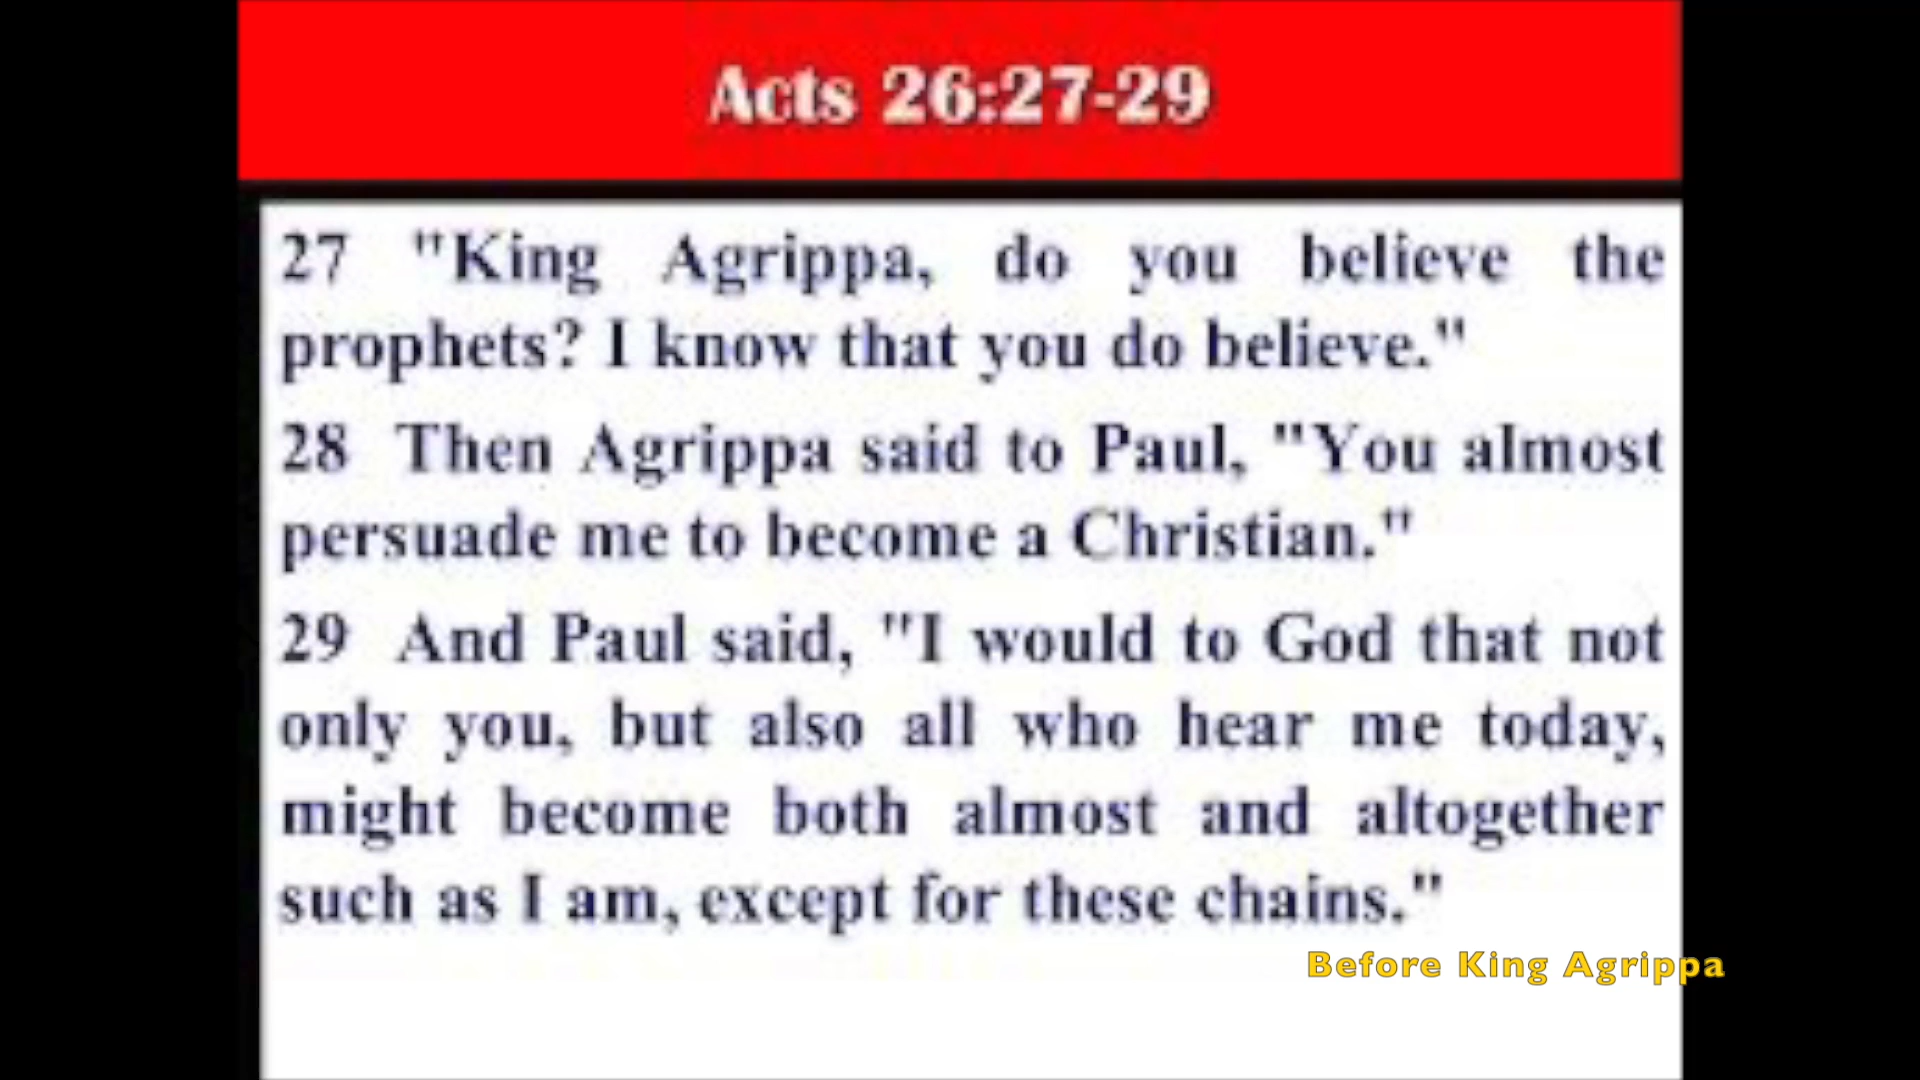 Acts 26:27-29
27 "King Agrippa, do you believe the
prophets? I know that you do believe."
28 Then Agrippa said to Paul, "You almost
persuade me to become a Christian."
29 And Paul said, "I would to God that not
only you, but also all who hear me today,
might become both almost and altogether
such as I am, except for these chains."
Before King Agrippa